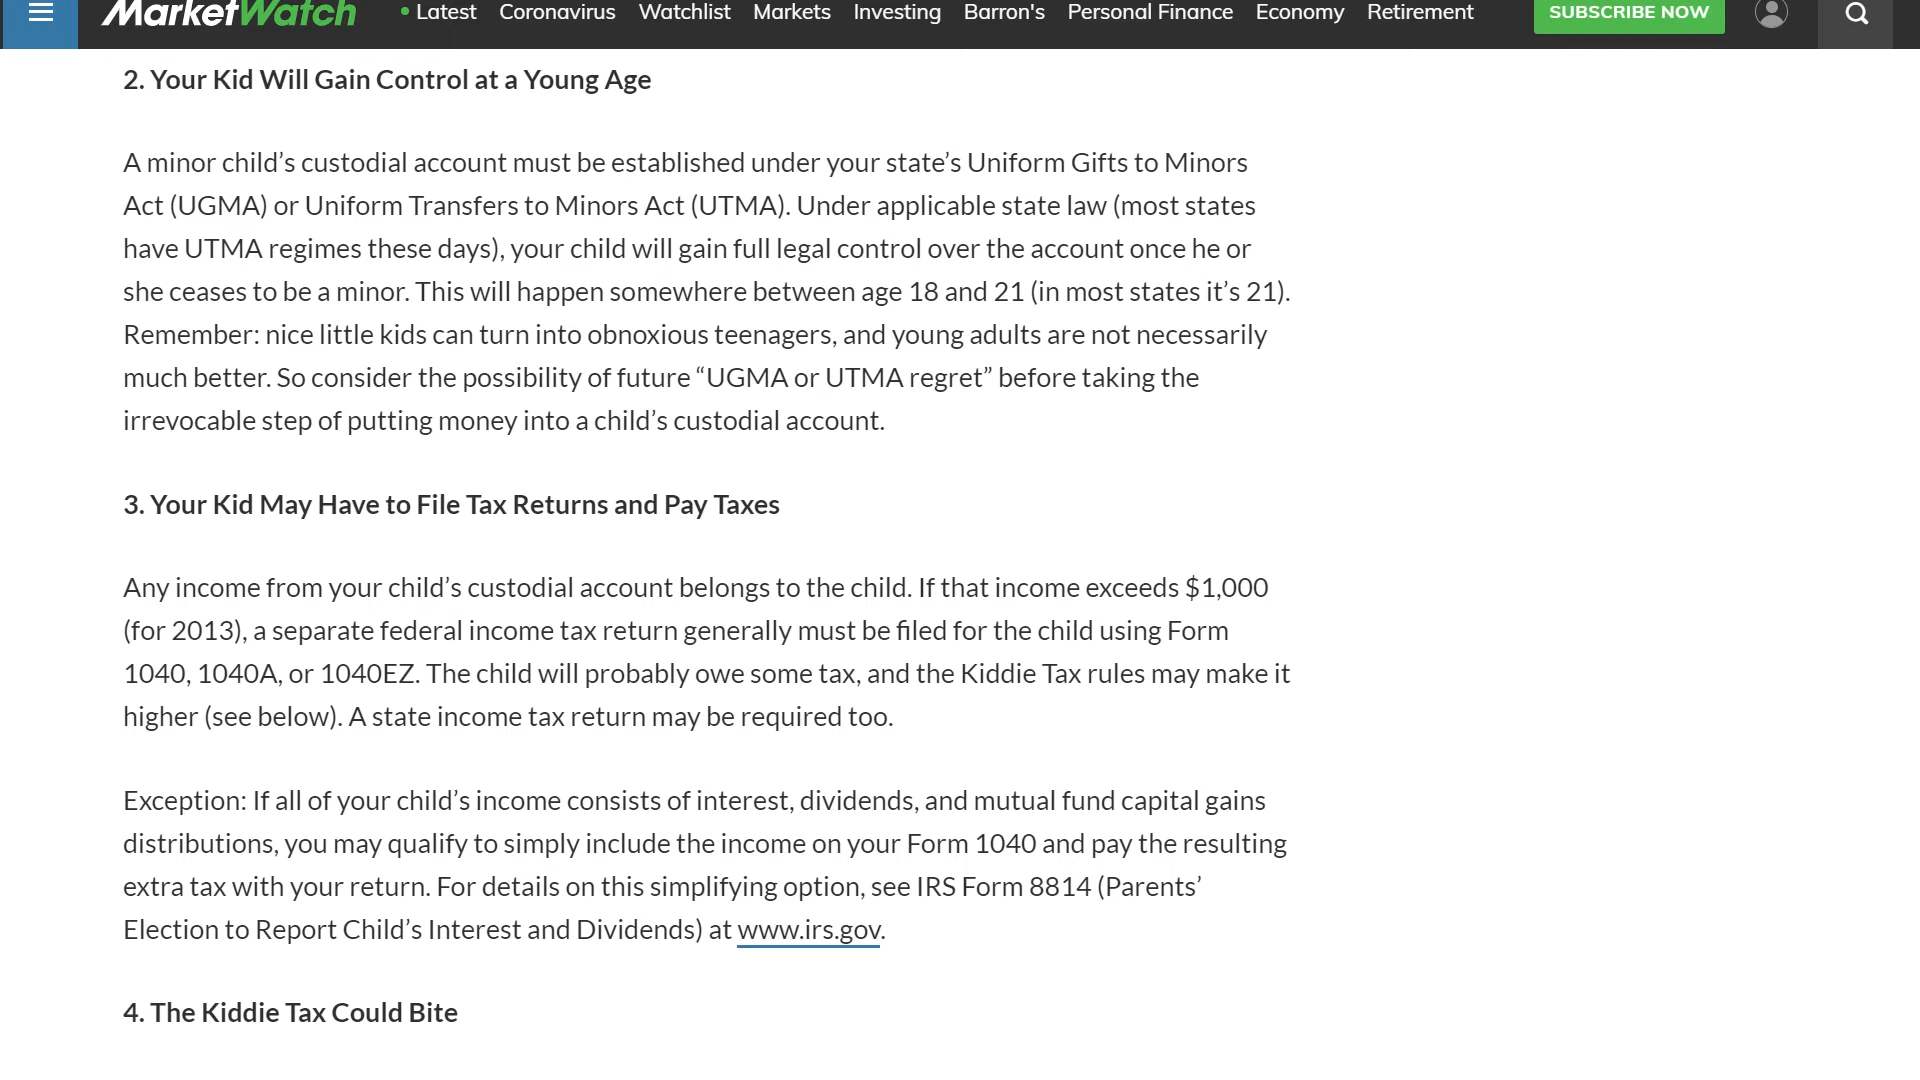 MarketWatch
• Latest Coronavirus Watchlist Markets Investing Barron's Personal Finance Economy Retirement SUBSCRIBE NOW
2. Your Kid Will Gain Control at a Young Age
A minor child’s custodial account must be established under your state’s Uniform Gifts to Minors
Act (UGMA) or Uniform Transfers to Minors Act (UTMA). Under applicable state law (most states
have UTMA regimes these days), your child will gain full legal control over the account once he or
she ceases to be a minor. This will happen somewhere between age 18 and 21 (in most states it’s 21).
Remember: nice little kids can turn into obnoxious teenagers, and young adults are not necessarily
much better. So consider the possibility of future “UGMA or UTMA regret” before taking the
irrevocable step of putting money into a child’s custodial account.
3. Your Kid May Have to File Tax Returns and Pay Taxes
Any income from your child’s custodial account belongs to the child. If that income exceeds $1,000
(for 2013), a separate federal income tax return generally must be filed for the child using Form
1040, 1040A, or 1040EZ. The child will probably owe some tax, and the Kiddie Tax rules may make it
higher (see below). A state income tax return may be required too.
Exception: If all of your child’s income consists of interest, dividends, and mutual fund capital gains
distributions, you may qualify to simply include the income on your Form 1040 and pay the resulting
extra tax with your return. For details on this simplifying option, see IRS Form 8814 (Parents’
Election to Report Child’s Interest and Dividends) at www.irs.gov.
4. The Kiddie Tax Could Bite